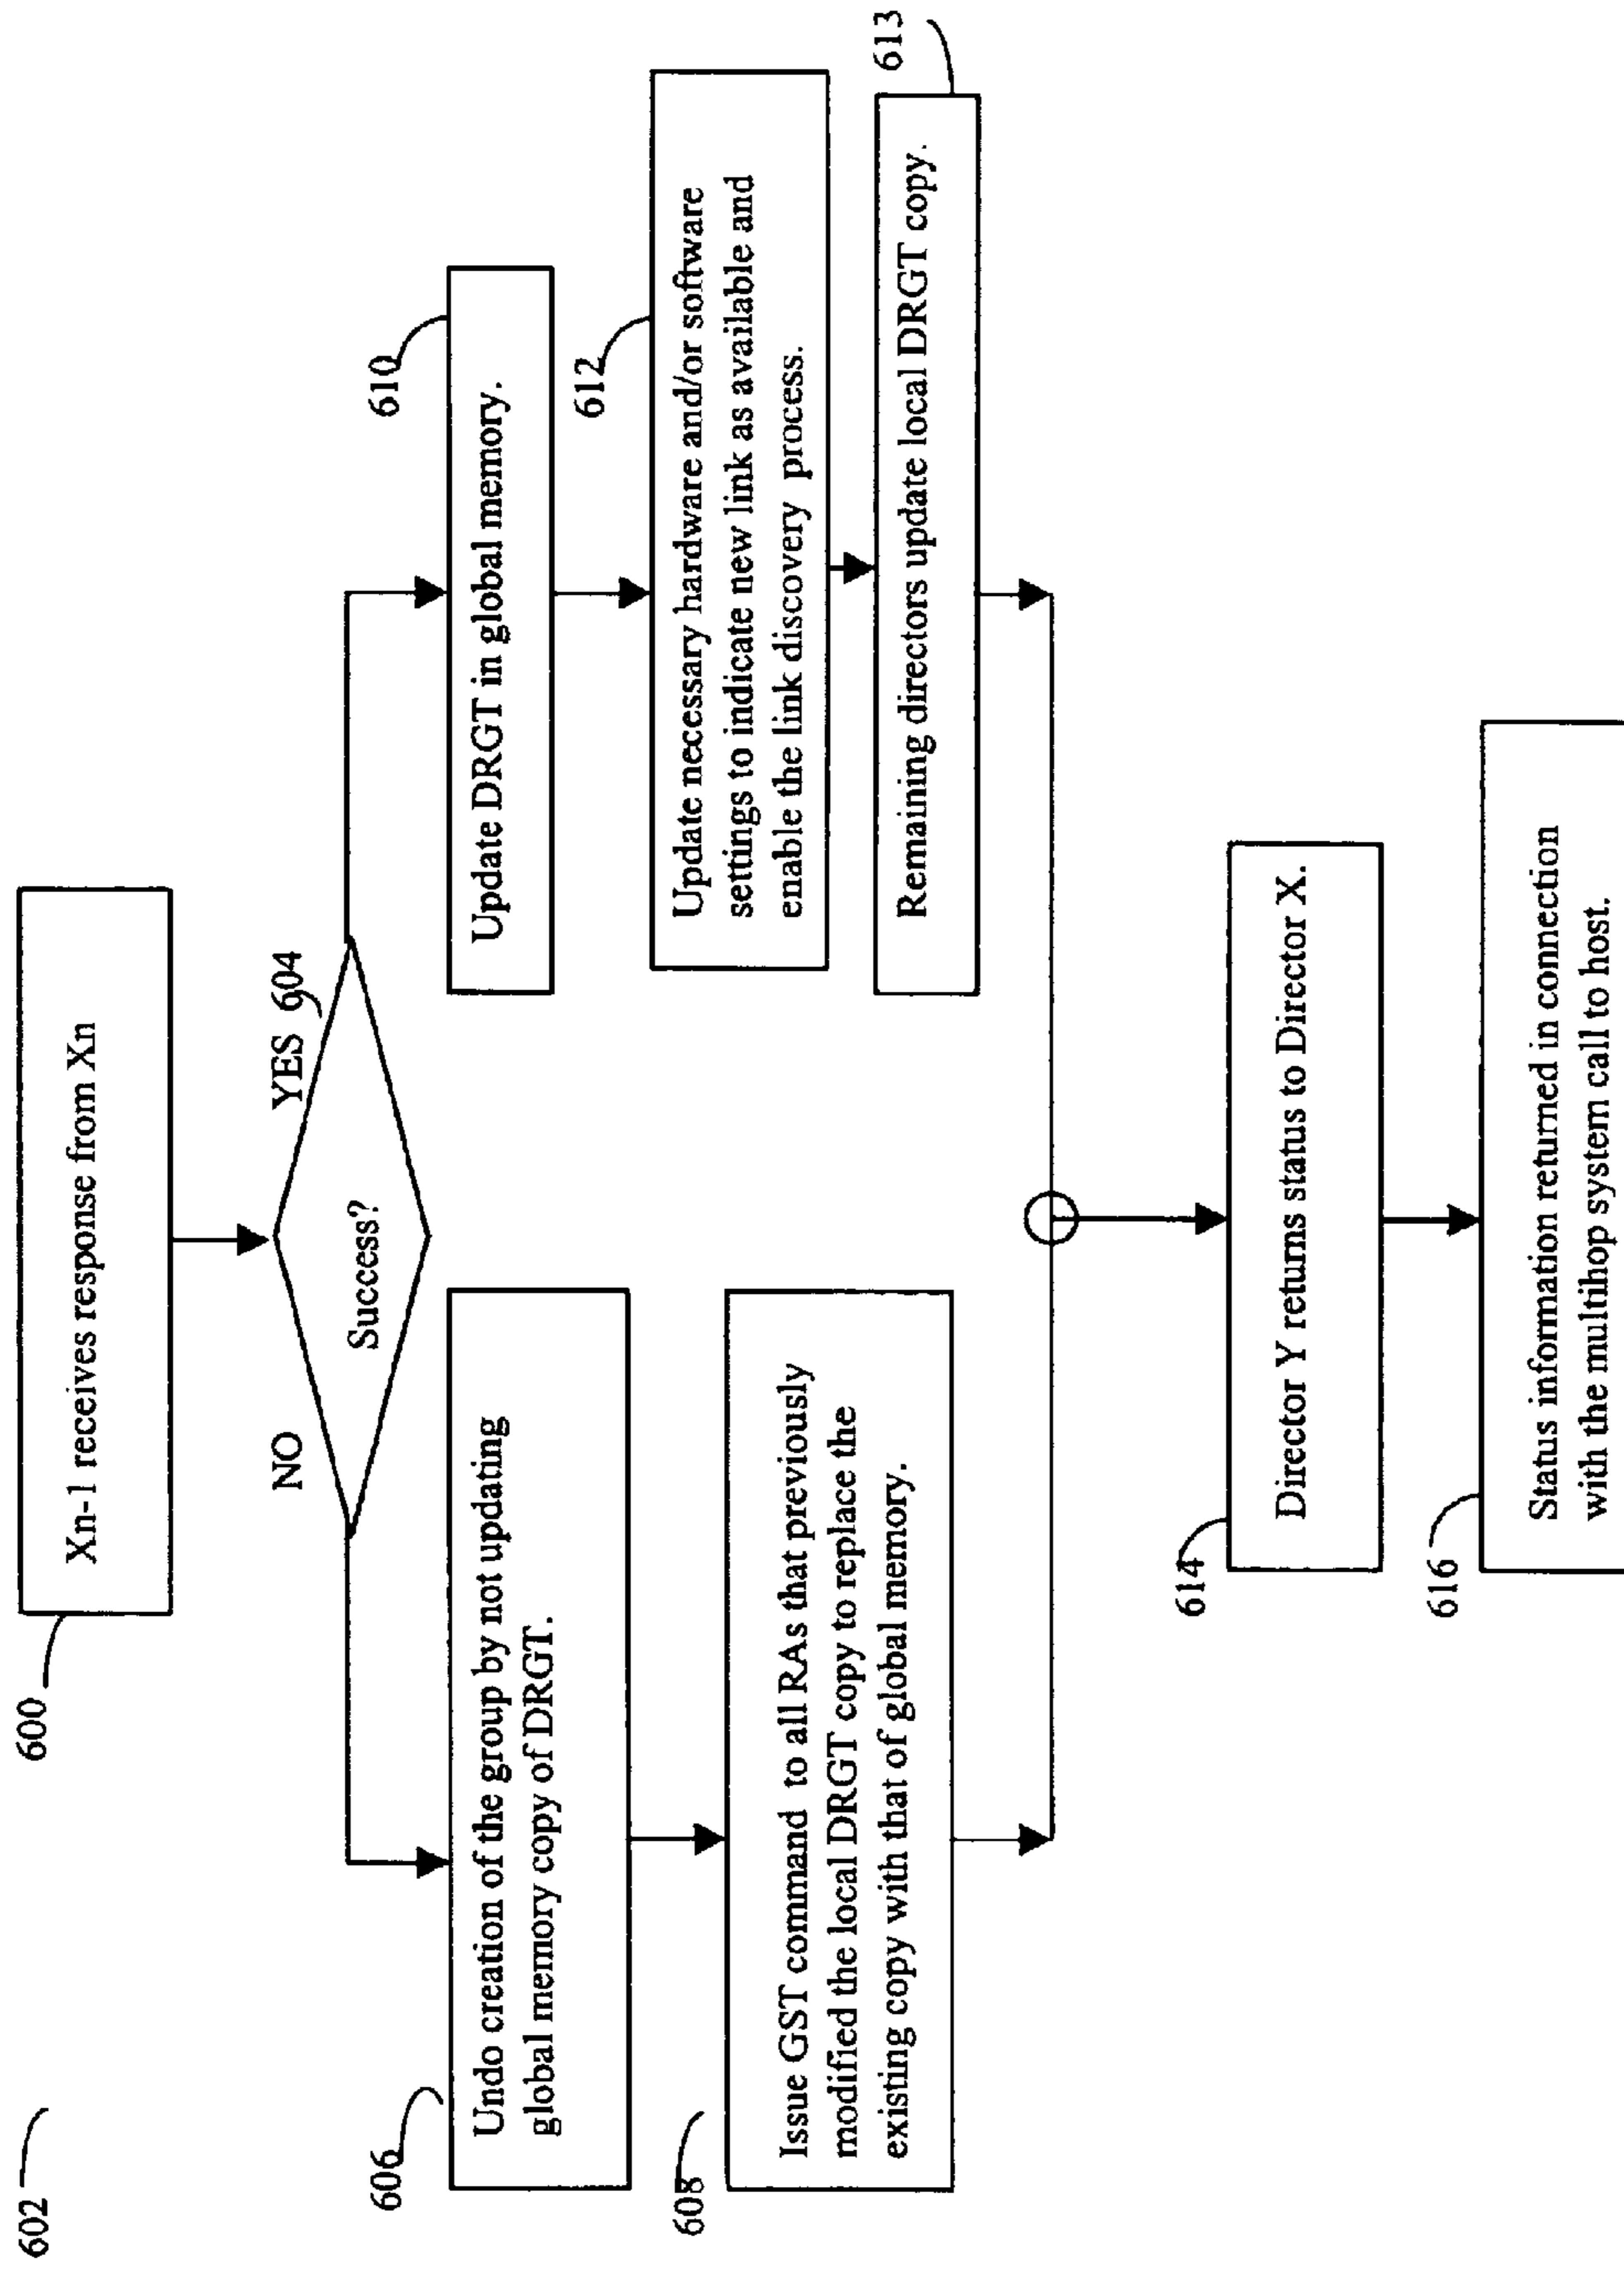 602
600
Xn-1 receives response from Xn
NO
YES
604
Success?
606
Undo creation of the group by not updating
global memory copy of DRGT.
608
Issue GST command to all RAs that previously
modified the local DRGT copy to replace the
existing copy with that of global memory.
610
Update DRGT in global memory.
612
Update necessary hardware and/or software
settings to indicate new link as available and
enable the link discovery process.
613
Remaining directors update local DRGT copy.
614
Director Y returns status to Director X.
616
Status information returned in connection
with the multihop system call to host.